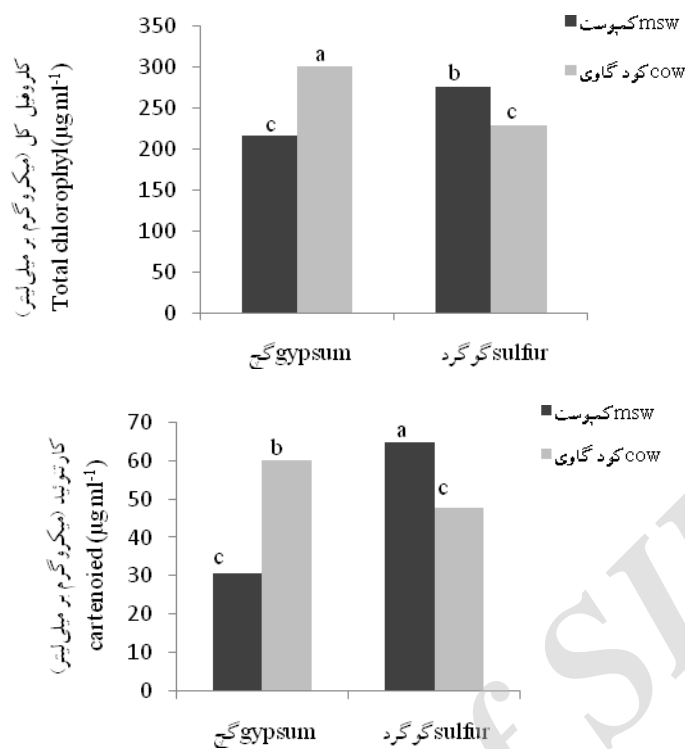 کلروفیل کل (میکروگرم بر میلی‌لیتر)
Total chlorophyl(µg ml-1)
350
300
250
200
150
100
50
0
c
a
b
c
گچ gypsum
گوگرد sulfur
کمپوست msw
کود گاوی cow
کارتنوئید (میکروگرم بر میلی‌لیتر)
cartenoied (µg ml-1)
70
60
50
40
30
20
10
0
c
b
a
c
گچ gypsum
گوگرد sulfur
کمپوست msw
کود گاوی cow
of SI